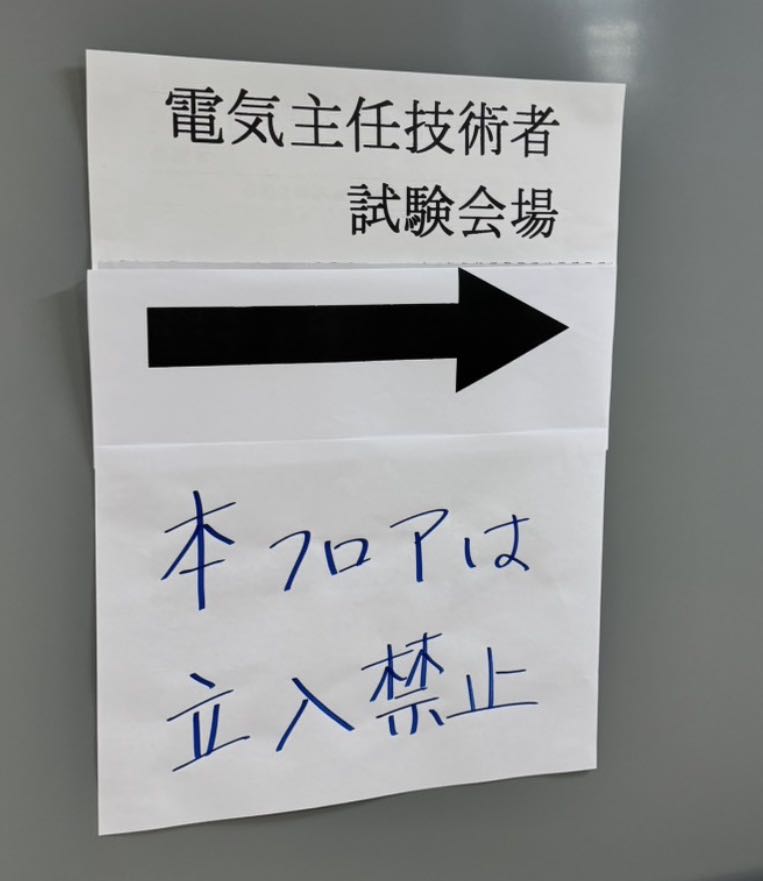 電気主任技術者
試験会場
本フロアは
立入禁止